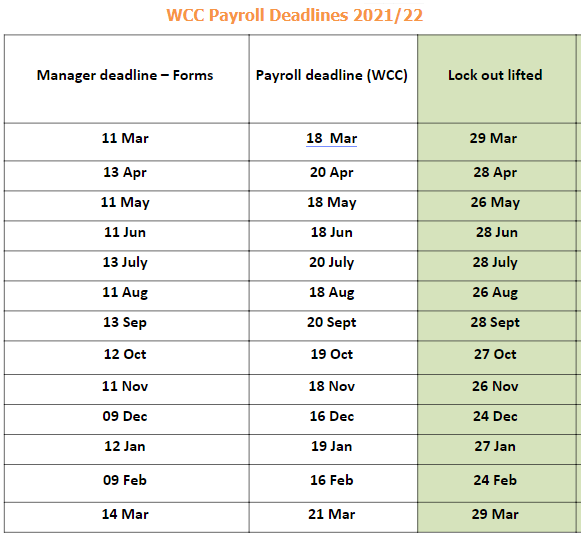 WCC Payroll Deadlines 2021/22
Manager deadline – Forms Payroll deadline (WCC) Lock out lifted
11 Mar 18 Mar 29 Mar
13 Apr 20 Apr 28 Apr
11 May 18 May 26 May
11 Jun 18 Jun 28 Jun
13 July 20 July 28 July
11 Aug 18 Aug 26 Aug
13 Sep 20 Sept 28 Sept
12 Oct 19 Oct 27 Oct
11 Nov 18 Nov 26 Nov
09 Dec 16 Dec 24 Dec
12 Jan 19 Jan 27 Jan
09 Feb 16 Feb 24 Feb
14 Mar 21 Mar 29 Mar